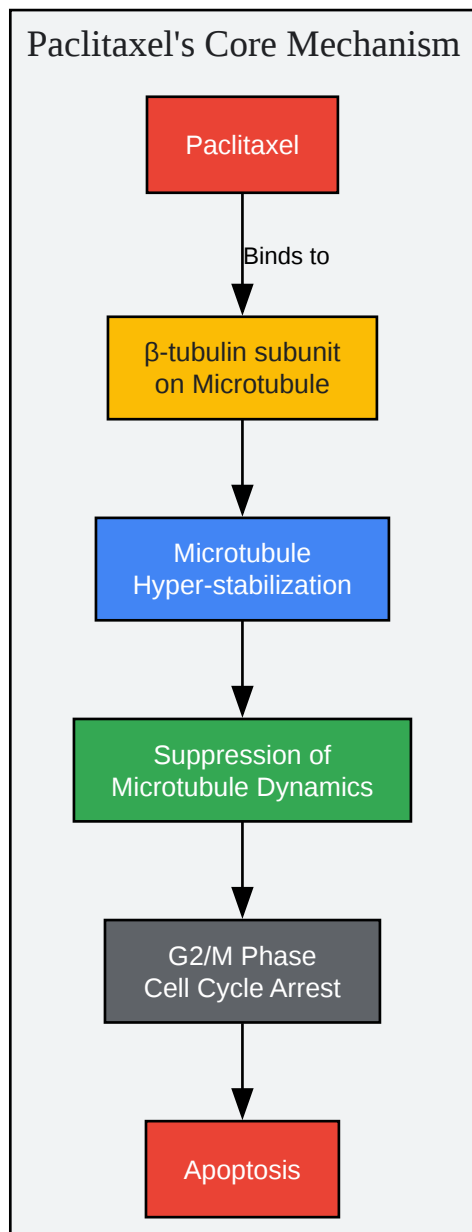 Paclitaxel's Core Mechanism
Paclitaxel
Binds to
β-tubulin subunit
on Microtubule
Microtubule
Hyper-stabilization
Suppression of
Microtubule Dynamics
G2/M Phase
Cell Cycle Arrest
Apoptosis